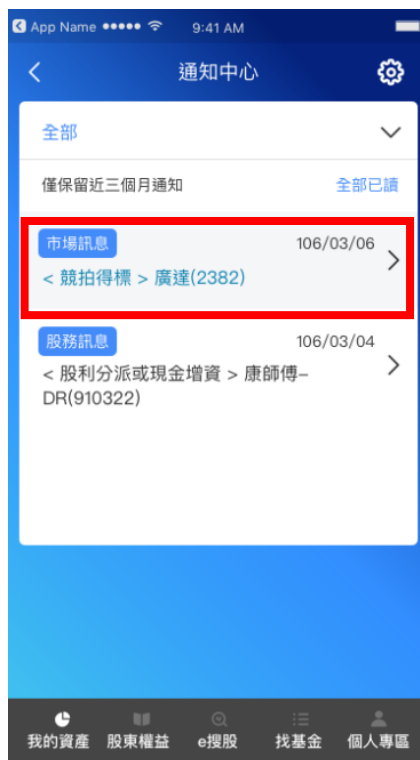 App Name 9:41 AM
通知中心
全部
僅保留近三個月通知 全部已讀
市場訊息 106/03/06
< 競拍得標 > 廣達(2382)
股務訊息 106/03/04
< 股利分派或現金增資 > 康師傅–
DR(910322)
我的資產 股東權益 e搜股 找基金 個人專區